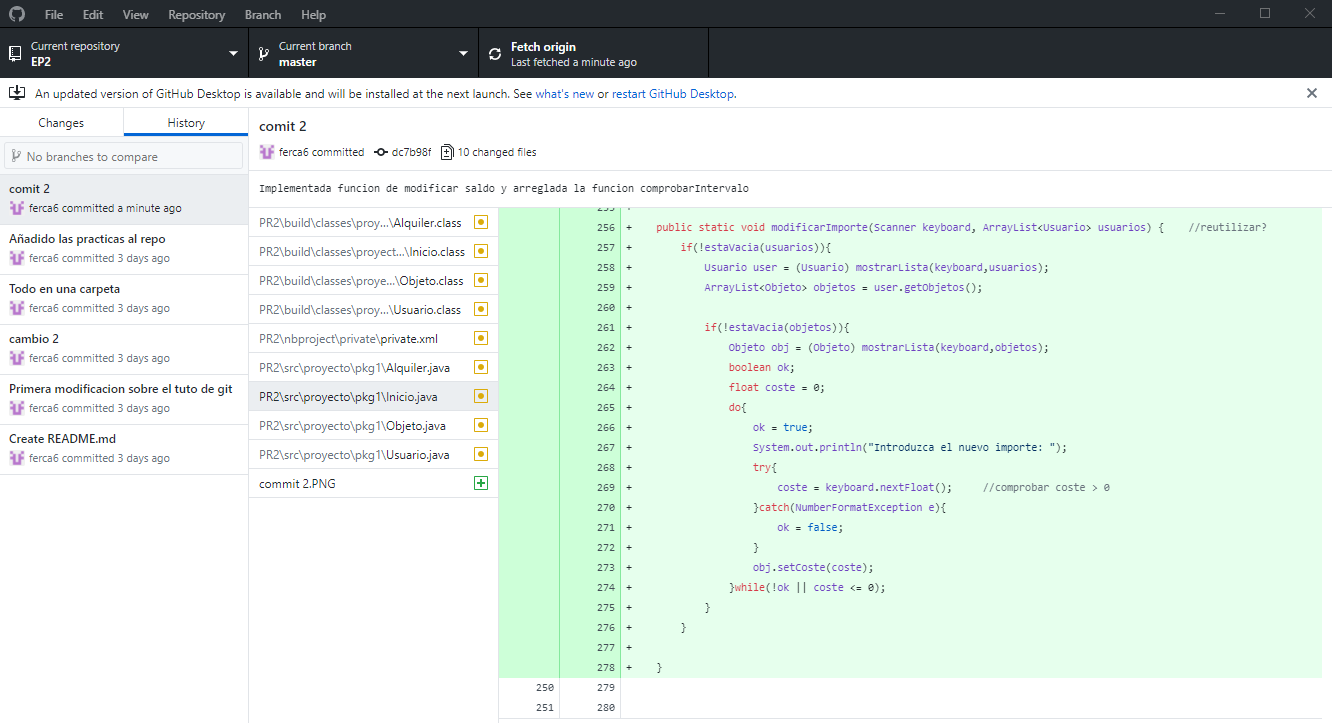 File Edit View Repository Branch Help
Current repository
EP2
Current branch
master
Fetch origin
Last fetched a minute ago
An updated version of GitHub Desktop is available and will be installed at the next launch. See what's new or restart GitHub Desktop.
Changes
History
No branches to compare
comit 2
ferca6 committed a minute ago
Añadido las practicas al repo
ferca6 committed 3 days ago
Todo en una carpeta
ferca6 committed 3 days ago
cambio 2
ferca6 committed 3 days ago
Primera modificacion sobre el tuto de git
ferca6 committed 3 days ago
Create README.md
ferca6 committed 3 days ago
comit 2
ferca6 committed dc7b98f 10 changed files
Implementada funcion de modificar saldo y arreglada la funcion comprobarIntervalo
PR2\build\classes\proy...\Alquiler.class
PR2\build\classes\proyect...\Inicio.class
PR2\build\classes\proye...\Objeto.class
PR2\build\classes\proy...\Usuario.class
PR2\nbproject\private\private.xml
PR2\src\proyecto\pkg1\Alquiler.java
PR2\src\proyecto\pkg1\Inicio.java
PR2\src\proyecto\pkg1\Objeto.java
PR2\src\proyecto\pkg1\Usuario.java
commit 2.PNG
255 +
256 + public static void modificarImporte(Scanner keyboard, ArrayList<Usuario> usuarios) { //reutilizar?
257 + if(!estaVacia(usuarios)){
258 + Usuario user = (Usuario) mostrarLista(keyboard,usuarios);
259 + ArrayList<Objeto> objetos = user.getObjetos();
260 +
261 + if(!estaVacia(objetos)){
262 + Objeto obj = (Objeto) mostrarLista(keyboard,objetos);
263 + boolean ok;
264 + float coste = 0;
265 + do{
266 + ok = true;
267 + System.out.println("Introduzca el nuevo importe: ");
268 + try{
269 + coste = keyboard.nextFloat(); //comprobar coste > 0
270 + }catch(NumberFormatException e){
271 + ok = false;
272 + }
273 + obj.setCoste(coste);
274 + }while(!ok || coste <= 0);
275 + }
276 + }
277 +
278 + }
250 279
251 280